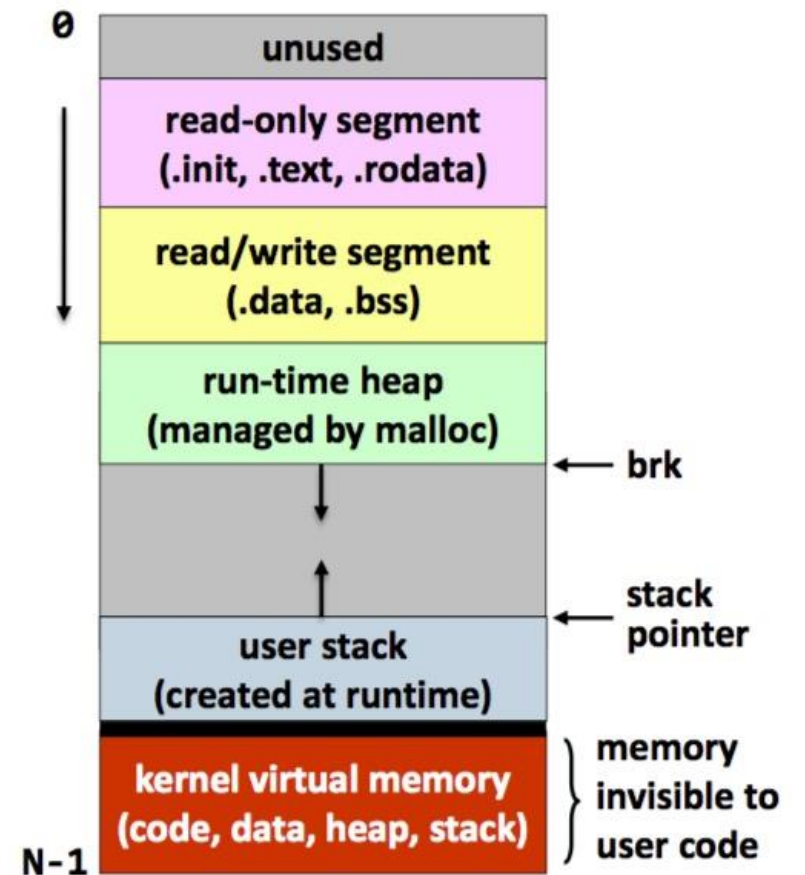 0
unused
read-only segment
(.init, .text, .rodata)
read/write segment
(.data, .bss)
run-time heap
(managed by malloc)
brk
stack
pointer
user stack
(created at runtime)
kernel virtual memory
(code, data, heap, stack)
memory
invisible to
user code
N-1